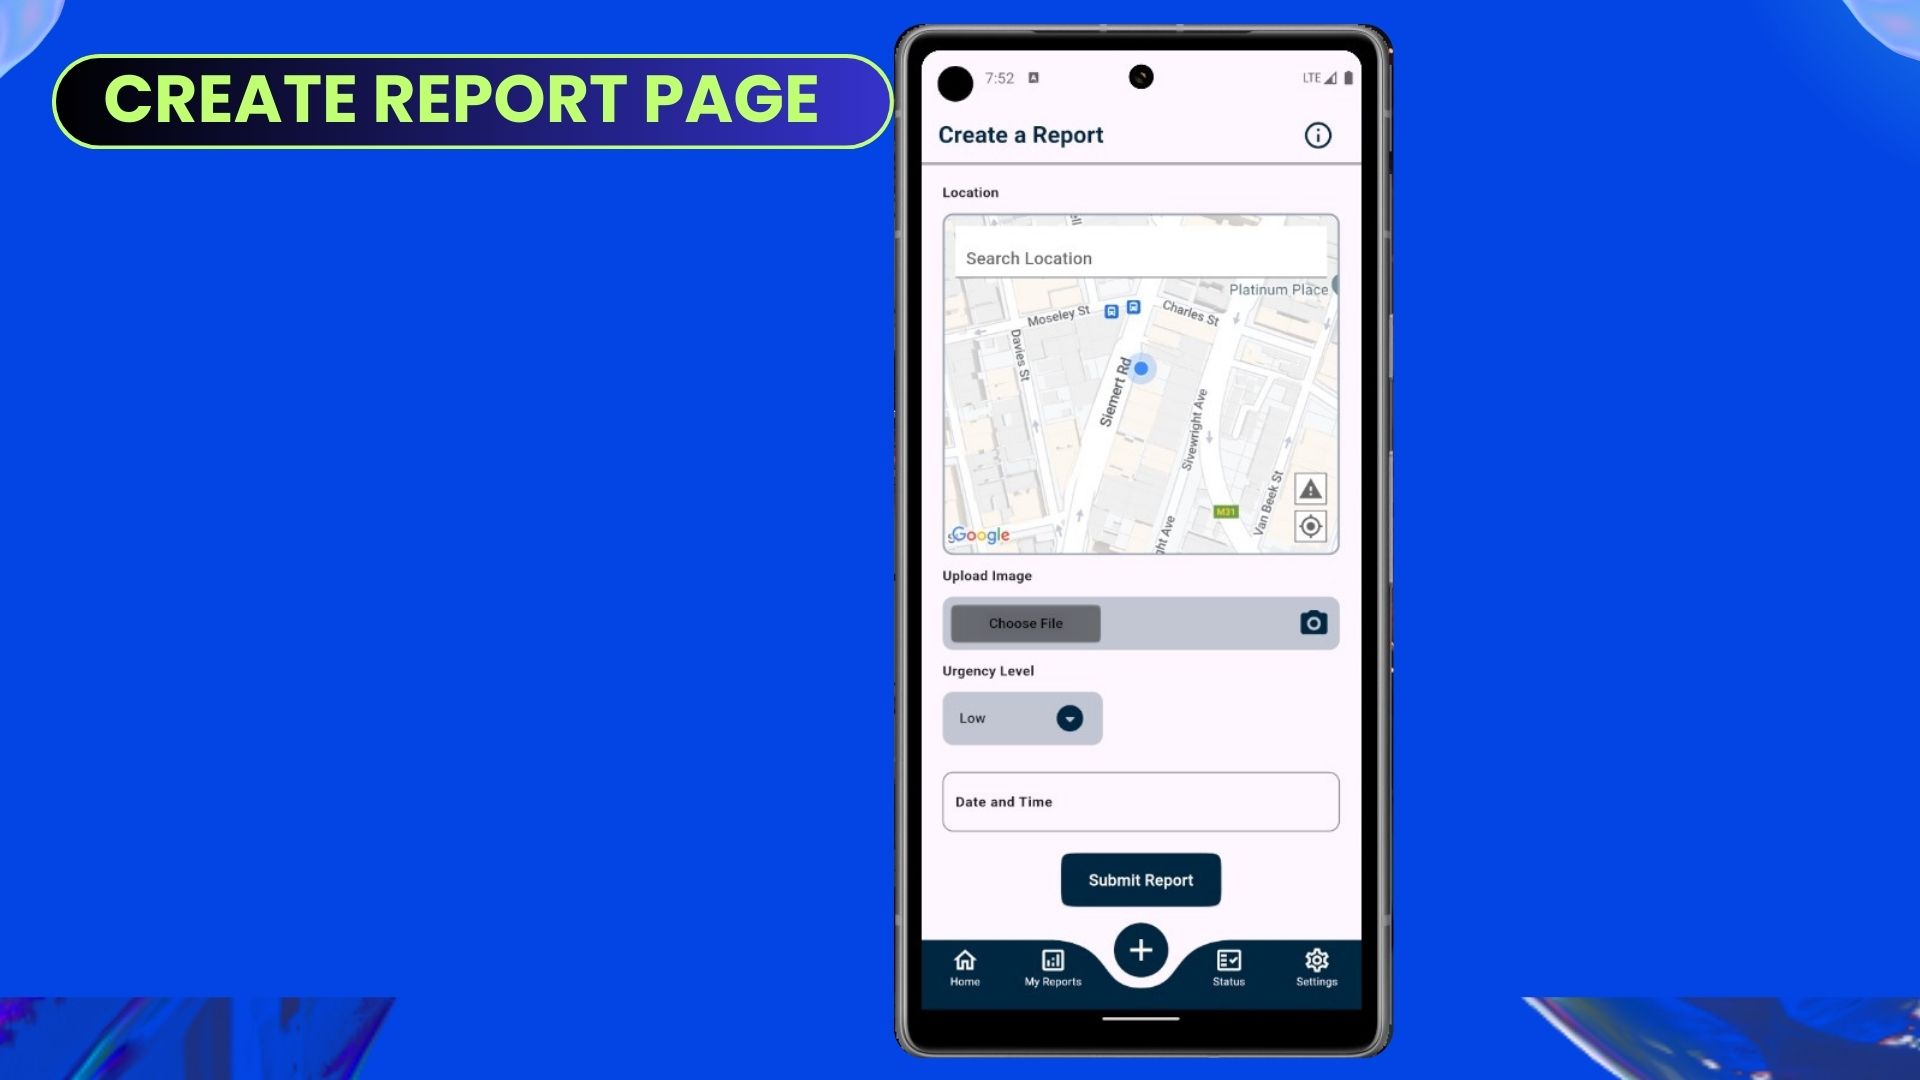 CREATE REPORT PAGE
7:52
LTE
Create a Report
Location
Search Location
Platinum Place
Moseley St
Charles St
Davies St
Siemert Rd
Sivewright Ave
Van Beek St
M31
ght Ave
Google
Upload Image
Choose File
Urgency Level
Low
Date and Time
Submit Report
Home
My Reports
Status
Settings